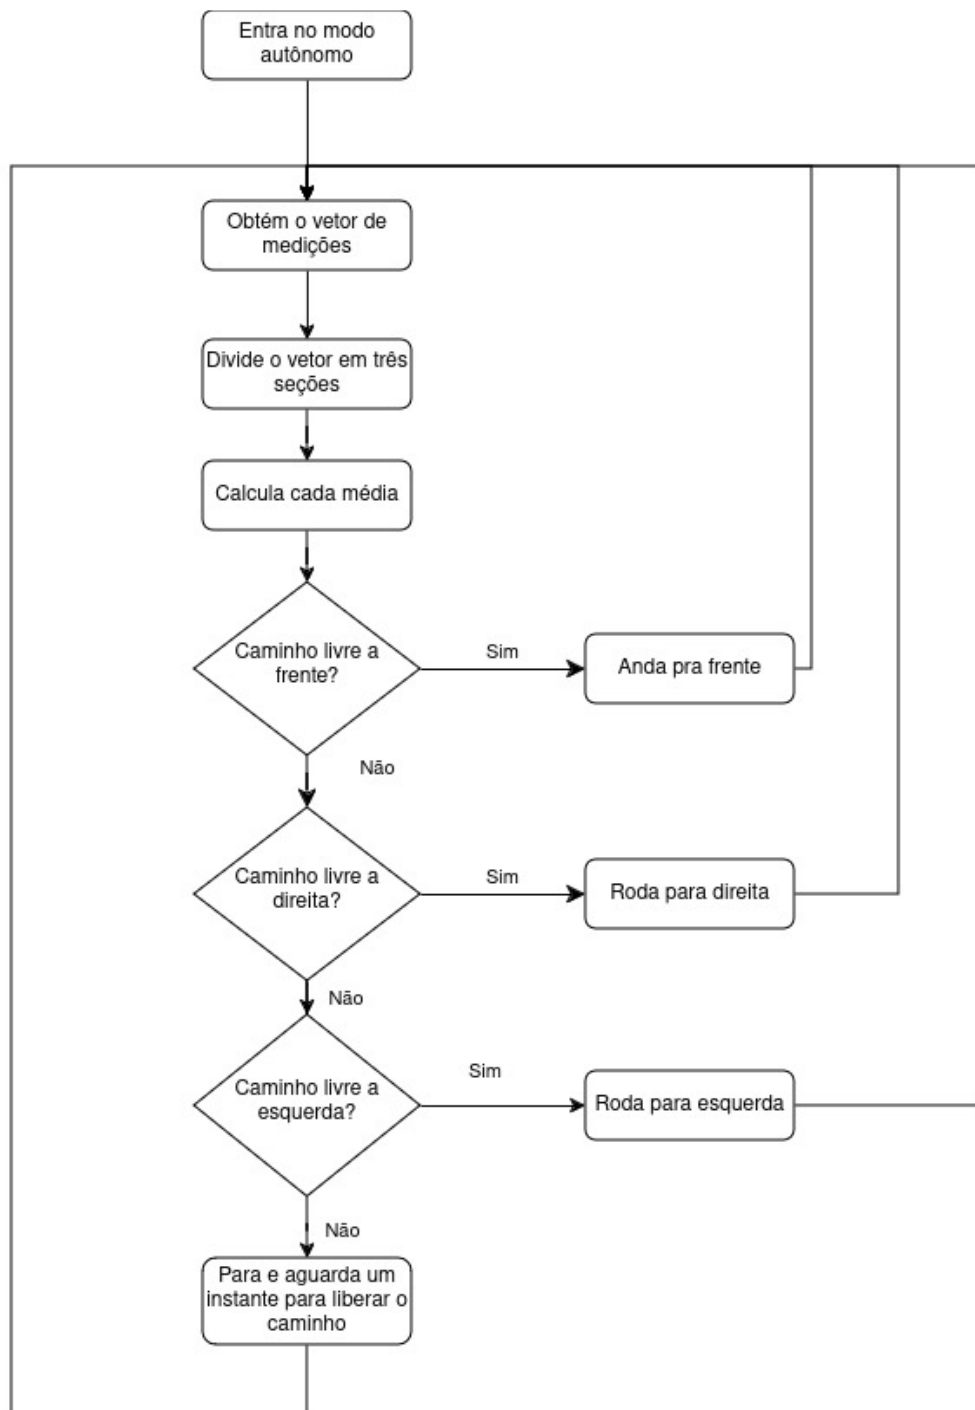 Entra no modo
autônomo
Obtém o vetor de
medições
Divide o vetor em três
seções
Calcula cada média
Caminho livre a
frente?
Sim
Anda pra frente
Não
Caminho livre a
direita?
Sim
Roda para direita
Não
Caminho livre a
esquerda?
Sim
Roda para esquerda
Não
Para e aguarda um
instante para liberar o
caminho